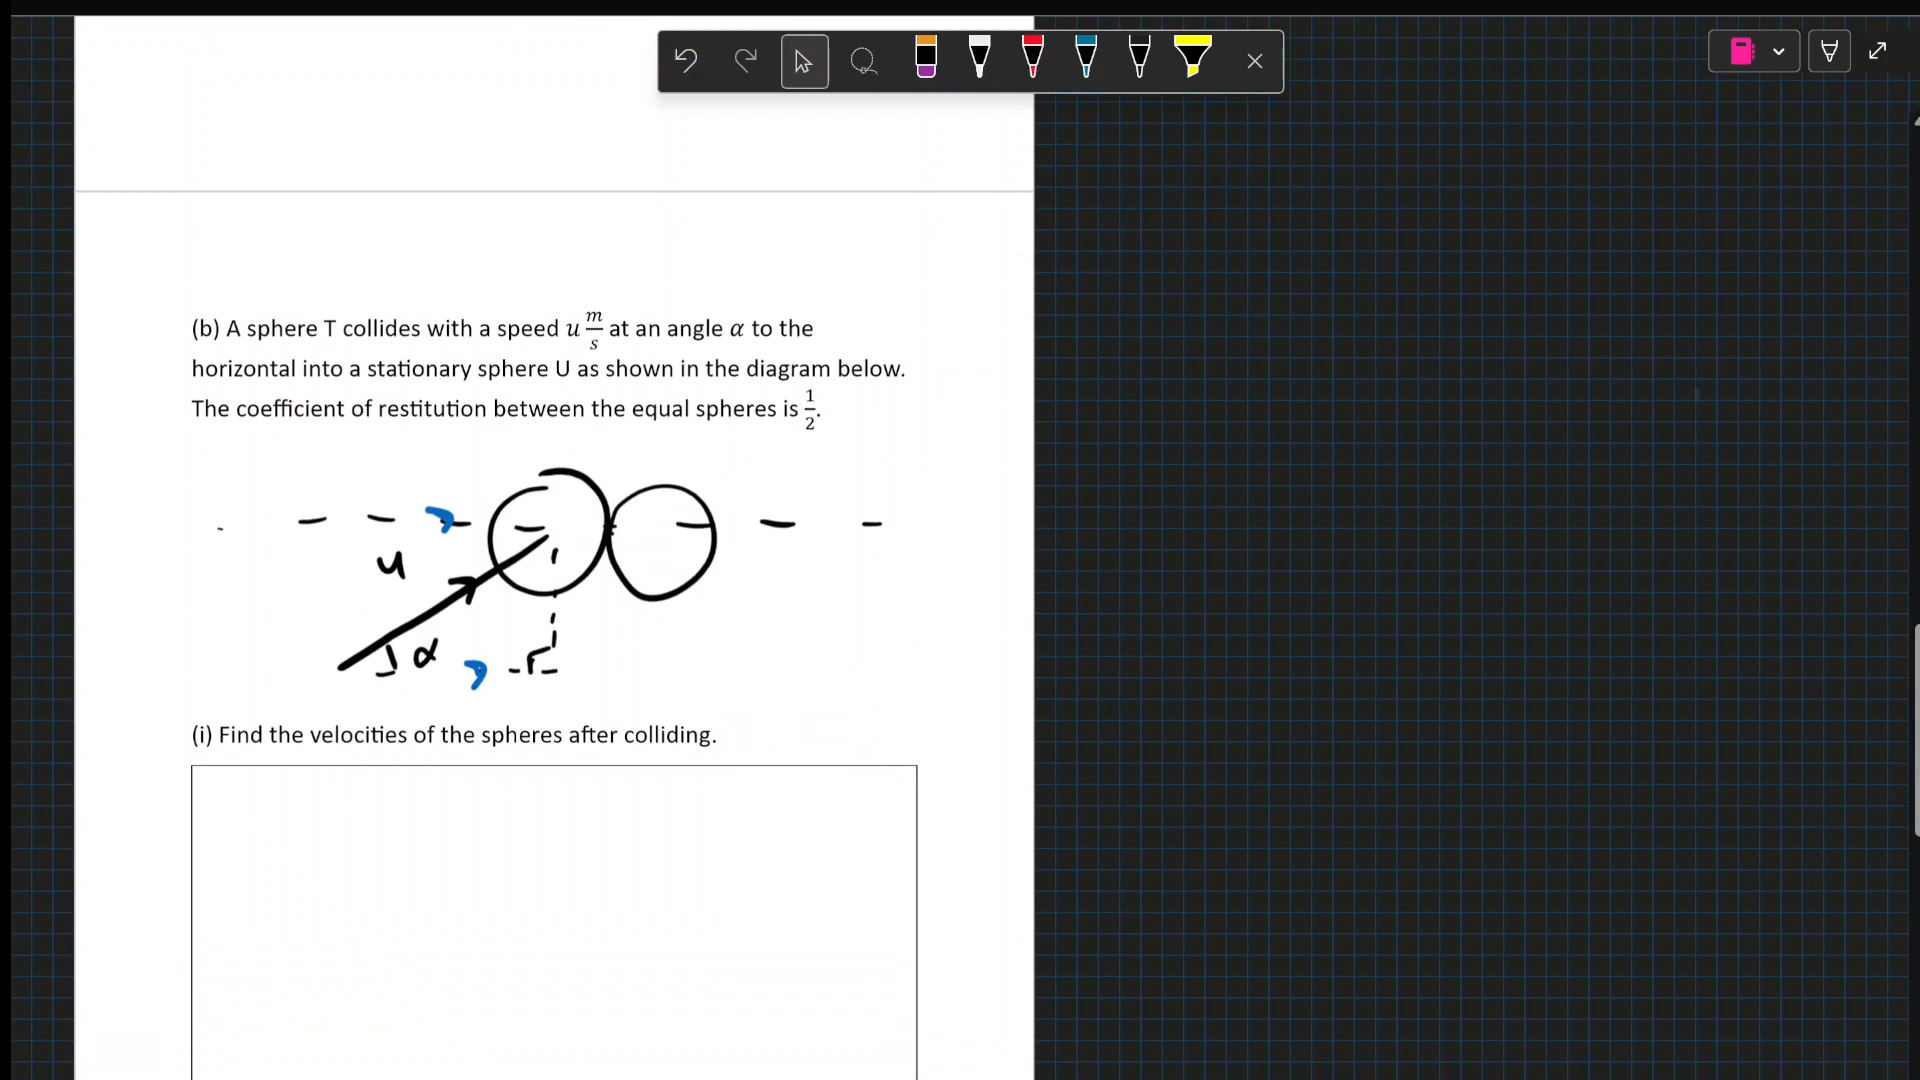 (b) A sphere T collides with a speed u m/s at an angle α to the
horizontal into a stationary sphere U as shown in the diagram below.
The coefficient of restitution between the equal spheres is 1/2.
u
α
(i) Find the velocities of the spheres after colliding.